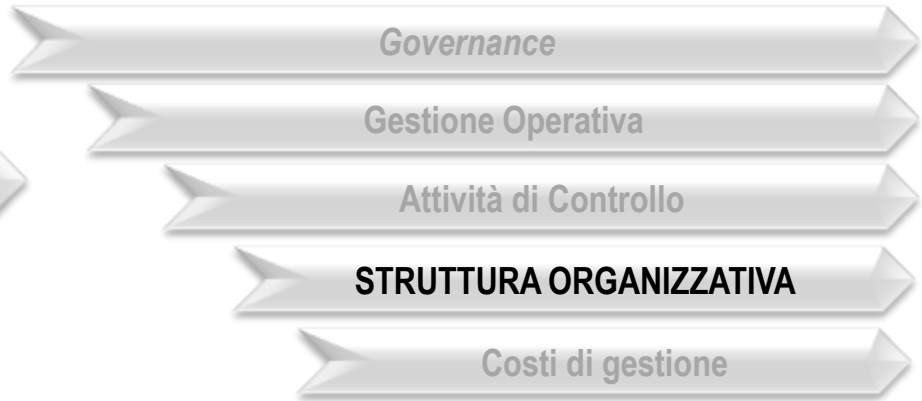 Governance
Gestione Operativa
Attività di Controllo
STRUTTURA ORGANIZZATIVA
Costi di gestione